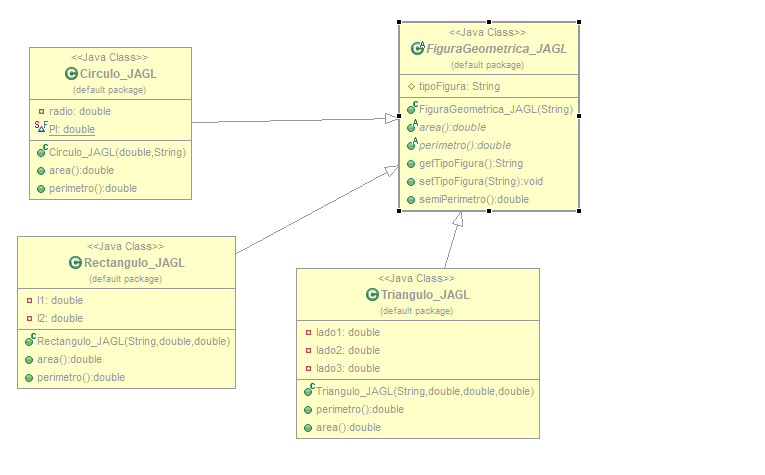 <<Java Class>>
Circulo_JAGL
(default package)
radio: double
PI: double
Circulo_JAGL(double,String)
area():double
perimetro():double
<<Java Class>>
FiguraGeometrica_JAGL
(default package)
tipoFigura: String
FiguraGeometrica_JAGL(String)
area():double
perimetro():double
getTipoFigura():String
setTipoFigura(String):void
semiPerimetro():double
<<Java Class>>
Rectangulo_JAGL
(default package)
l1: double
l2: double
Rectangulo_JAGL(String,double,double)
area():double
perimetro():double
<<Java Class>>
Triangulo_JAGL
(default package)
lado1: double
lado2: double
lado3: double
Triangulo_JAGL(String,double,double,double)
perimetro():double
area():double